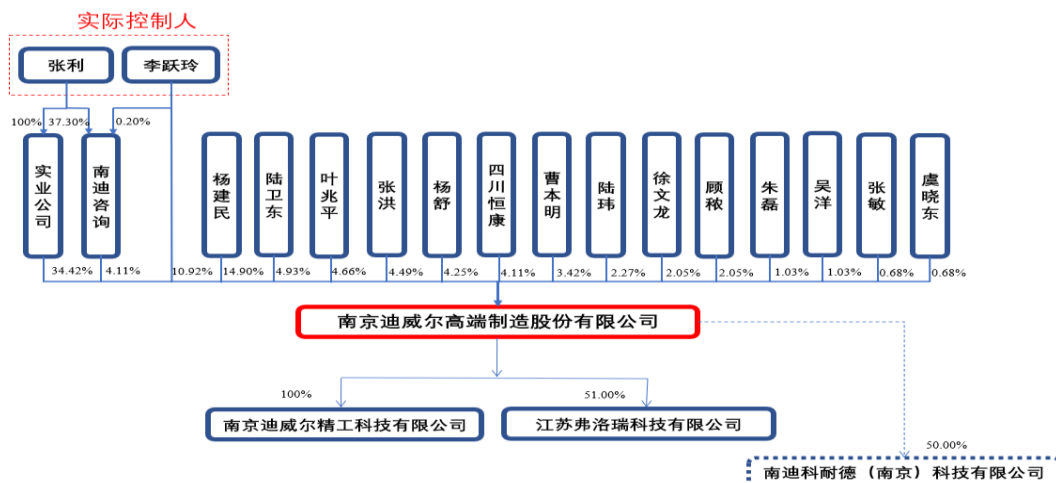 实际控制人
张利
李跃玲
100%
37.30%
0.20%
实业公司
南迪咨询
杨建民
陆卫东
叶兆平
张洪
杨舒
四川恒康
曹本明
陆玮
徐文龙
顾秾
朱磊
吴洋
张敏
虞晓东
34.42%
4.11%
10.92%
14.90%
4.93%
4.66%
4.49%
4.25%
4.11%
3.42%
2.27%
2.05%
2.05%
1.03%
1.03%
0.68%
0.68%
南京迪威尔高端制造股份有限公司
100%
51.00%
南京迪威尔精工科技有限公司
江苏弗洛瑞科技有限公司
50.00%
南迪科耐德（南京）科技有限公司